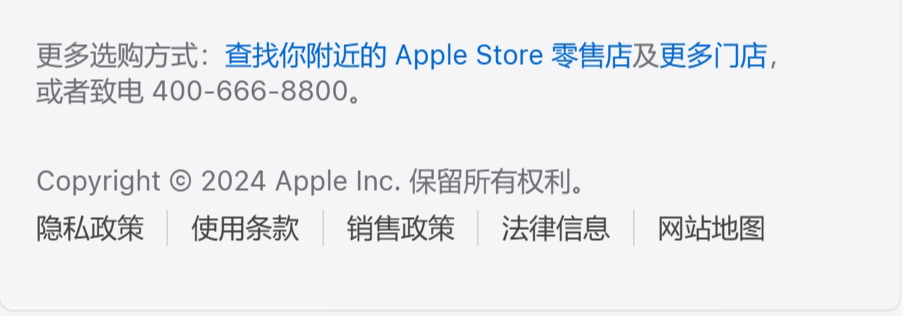 更多选购方式：查找你附近的 Apple Store 零售店及更多门店，
或者致电 400-666-8800。
Copyright © 2024 Apple Inc. 保留所有权利。
隐私政策 | 使用条款 | 销售政策 | 法律信息 | 网站地图